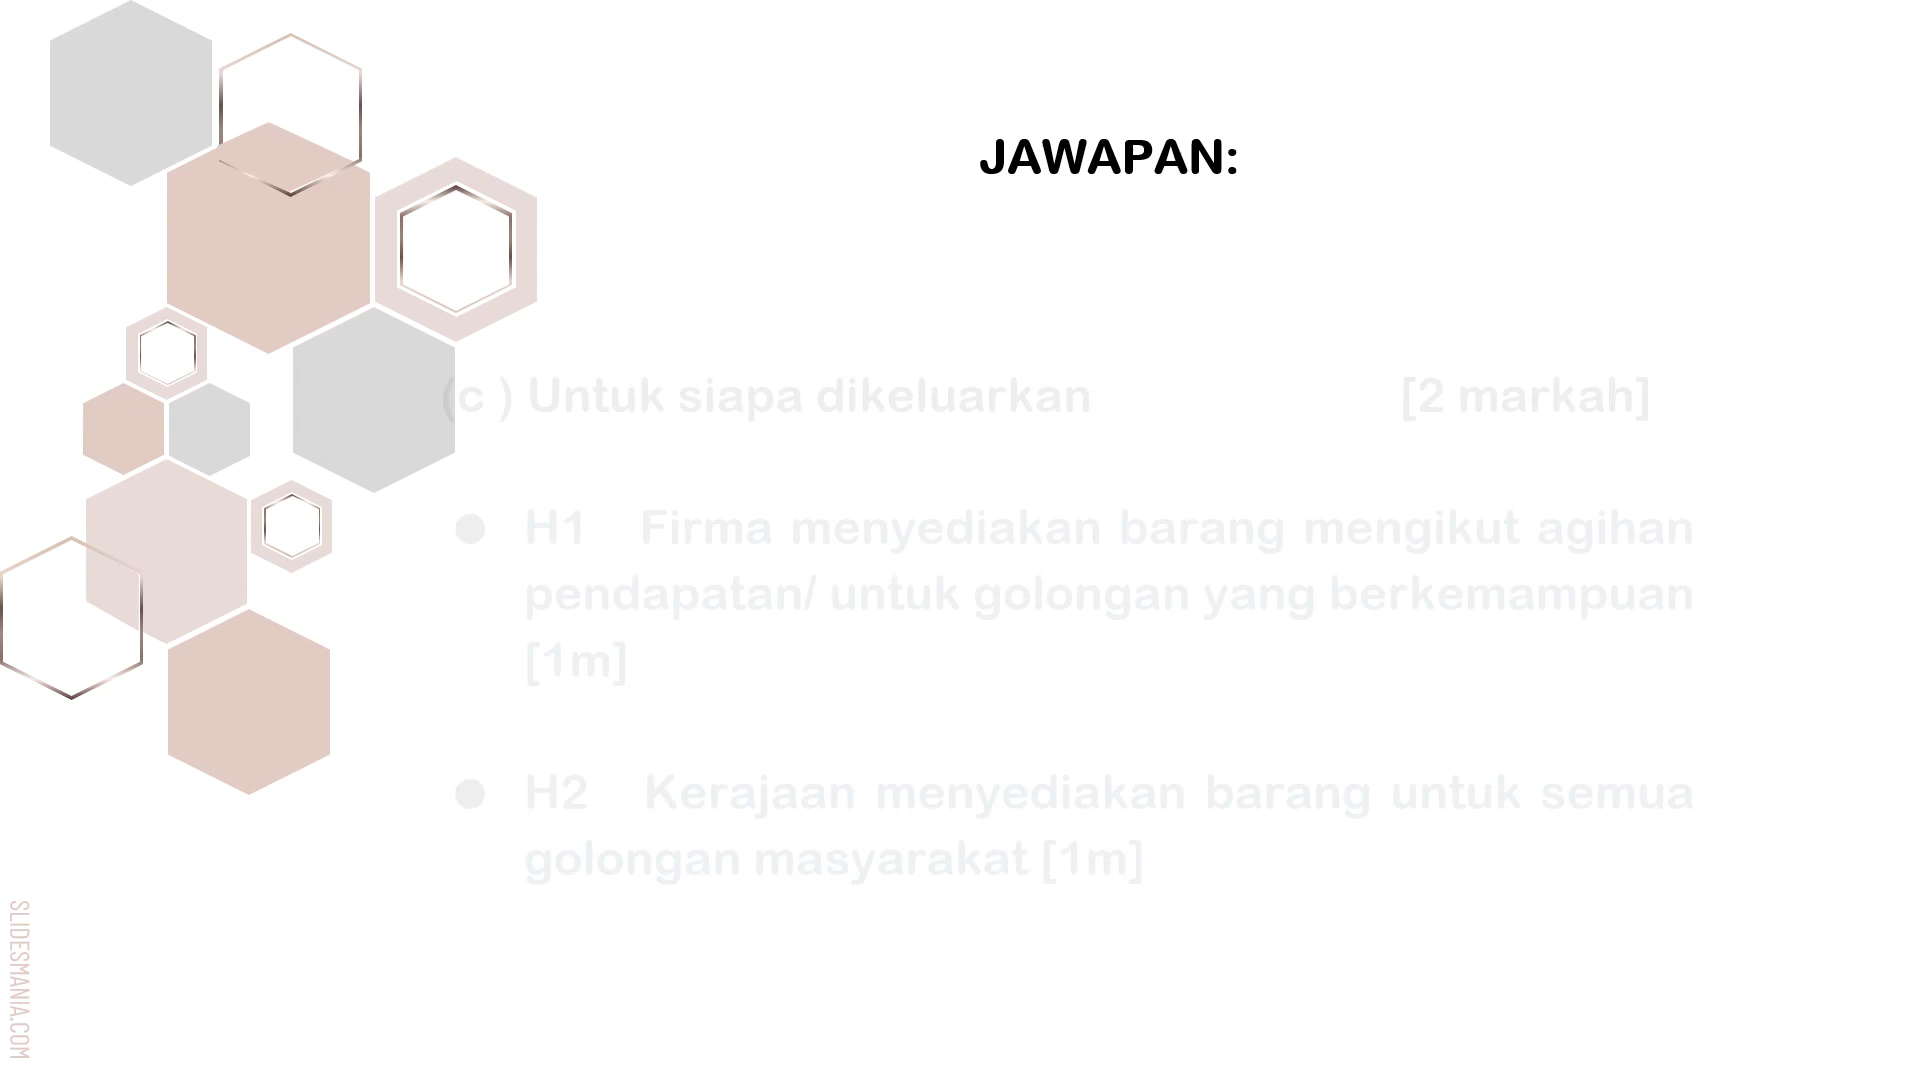 JAWAPAN:
(c ) Untuk siapa dikeluarkan [2 markah]
● H1 Firma menyediakan barang mengikut agihan
pendapatan/ untuk golongan yang berkemampuan
[1m]
● H2 Kerajaan menyediakan barang untuk semua
golongan masyarakat [1m]
SLIDESMANIA.COM